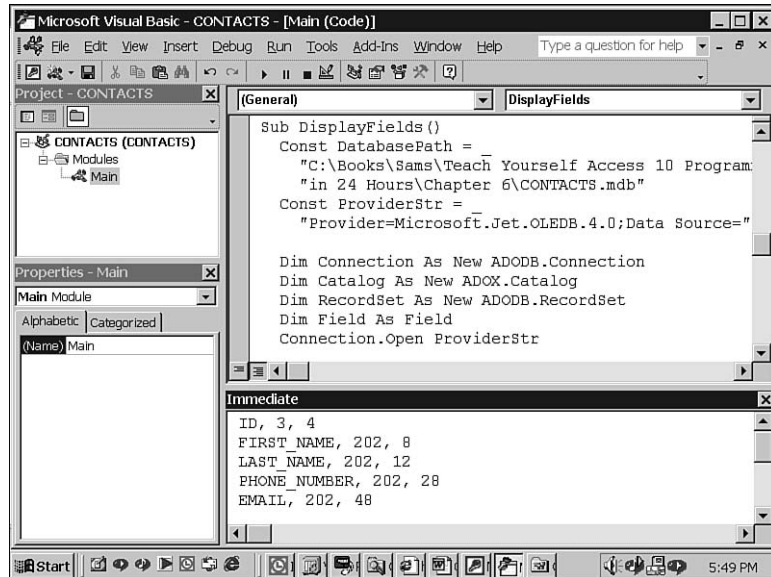 Microsoft Visual Basic - CONTACTS - [Main (Code)]
File Edit View Insert Debug Run Tools Add-Ins Window Help Type a question for help
Project - CONTACTS
CONTACTS (CONTACTS)
Modules
Main
Properties - Main
Main Module
Alphabetic Categorized
(Name) Main
(General) DisplayFields
Sub DisplayFields()
Const DatabasePath = _
"C:\Books\Sams\Teach Yourself Access 10 Program
"in 24 Hours\Chapter 6\CONTACTS.mdb"
Const ProviderStr = _
"Provider=Microsoft.Jet.OLEDB.4.0;Data Source="
Dim Connection As New ADODB.Connection
Dim Catalog As New ADOX.Catalog
Dim RecordSet As New ADODB.RecordSet
Dim Field As Field
Connection.Open ProviderStr
Immediate
ID, 3, 4
FIRST_NAME, 202, 8
LAST_NAME, 202, 12
PHONE_NUMBER, 202, 28
EMAIL, 202, 48
Start 5:49 PM